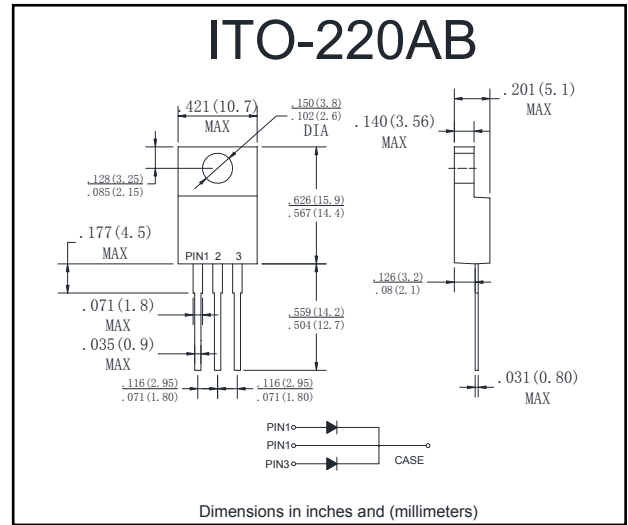 ITO-220AB
.421(10.7)
MAX
.150(3.8)
.102(2.6)
DIA
.201(5.1)
MAX
.140(3.56)
MAX
.128(3.25)
.085(2.15)
.626(15.9)
.567(14.4)
.177(4.5)
MAX
PIN1 2 3
.126(3.2)
.08(2.1)
.071(1.8)
MAX
.559(14.2)
.504(12.7)
.035(0.9)
MAX
.031(0.80)
MAX
.116(2.95)
.071(1.80)
.116(2.95)
.071(1.80)
PIN1
PIN1
CASE
PIN3
Dimensions in inches and (millimeters)